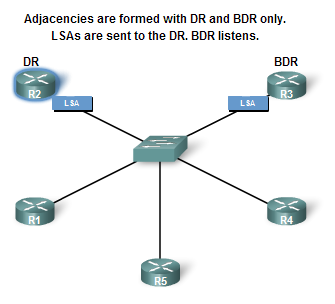 Adjacencies are formed with DR and BDR only.
LSAs are sent to the DR. BDR listens.
DR
BDR
R2
LSA
LSA
R3
R1
R4
R5